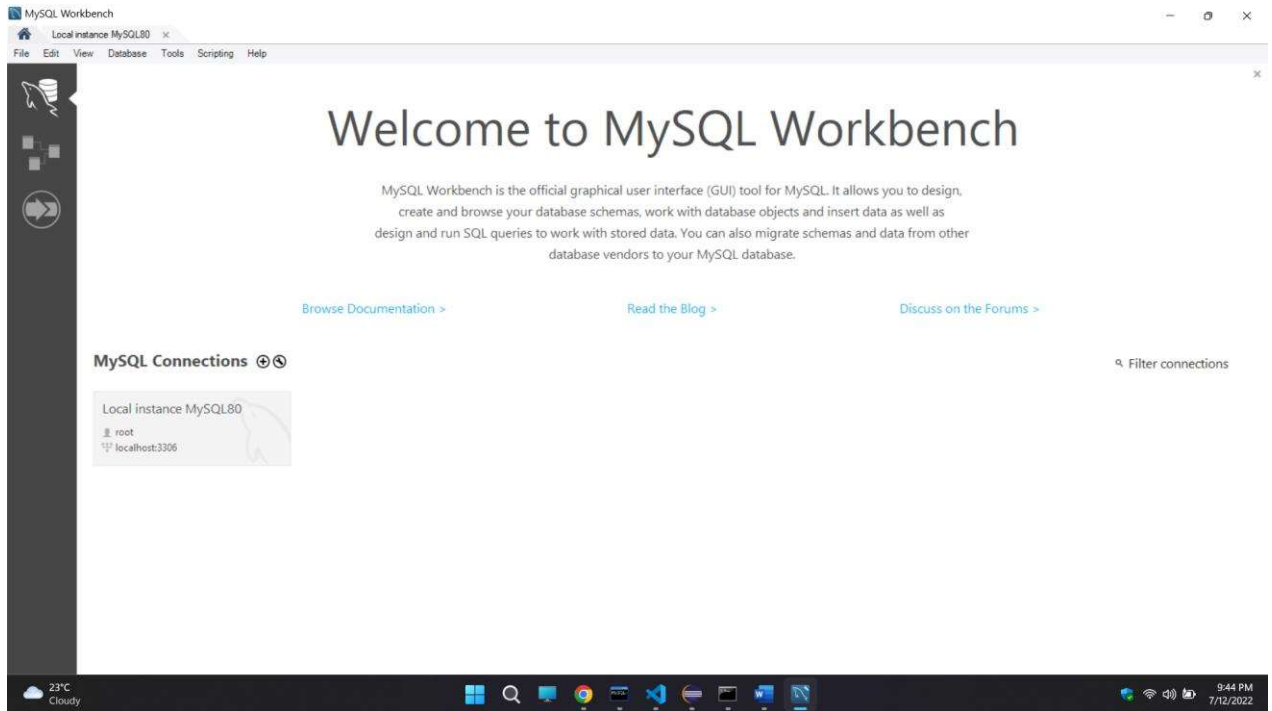 MySQL Workbench
Local instance MySQL80
File Edit View Database Tools Scripting Help
Welcome to MySQL Workbench
MySQL Workbench is the official graphical user interface (GUI) tool for MySQL. It allows you to design,
create and browse your database schemas, work with database objects and insert data as well as
design and run SQL queries to work with stored data. You can also migrate schemas and data from other
database vendors to your MySQL database.
Browse Documentation > Read the Blog > Discuss on the Forums >
MySQL Connections Filter connections
Local instance MySQL80
root
localhost:3306
23°C
Cloudy
9:44 PM
7/12/2022